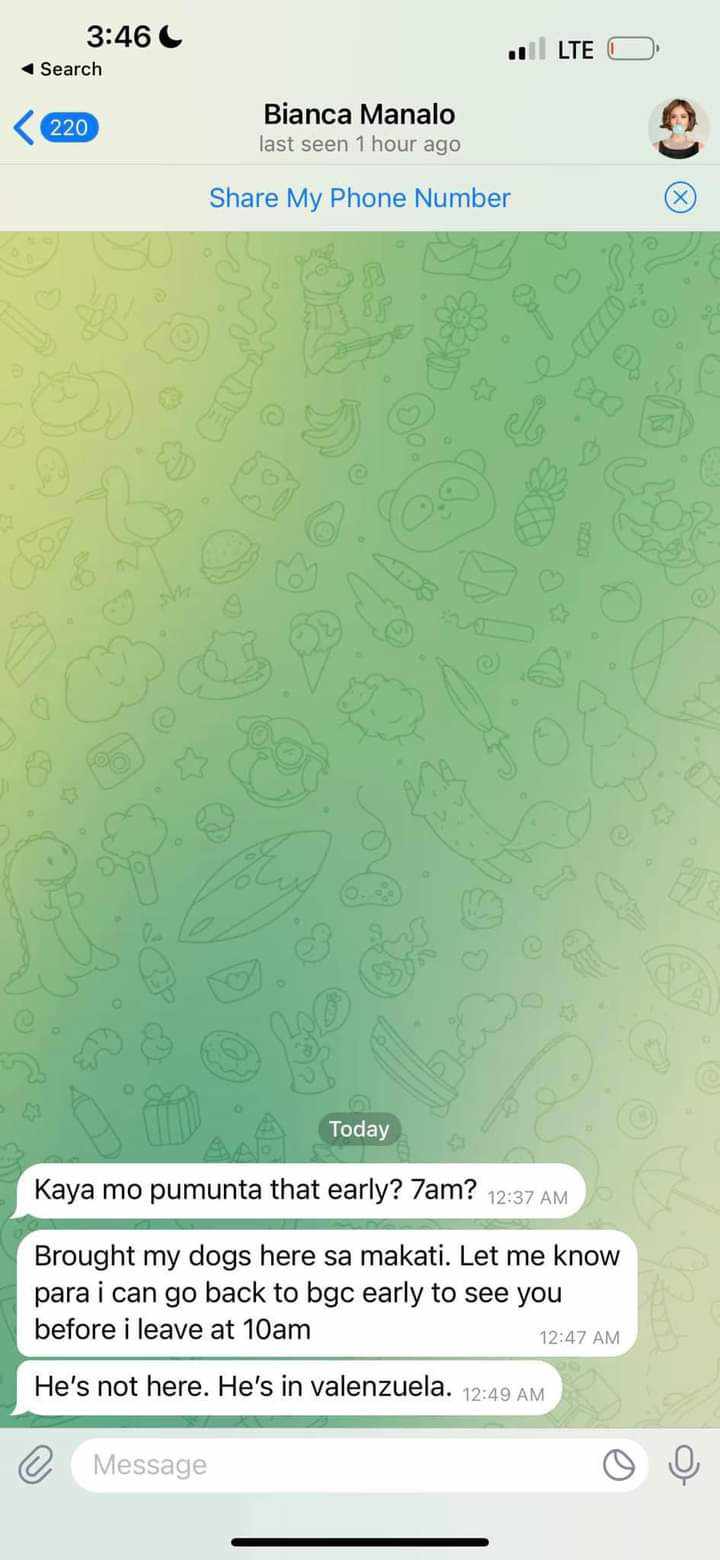 3:46
◀ Search
LTE
220
Bianca Manalo
last seen 1 hour ago
Share My Phone Number
Today
Kaya mo pumunta that early? 7am? 12:37 AM
Brought my dogs here sa makati. Let me know
para i can go back to bgc early to see you
before i leave at 10am 12:47 AM
He's not here. He's in valenzuela. 12:49 AM
Message